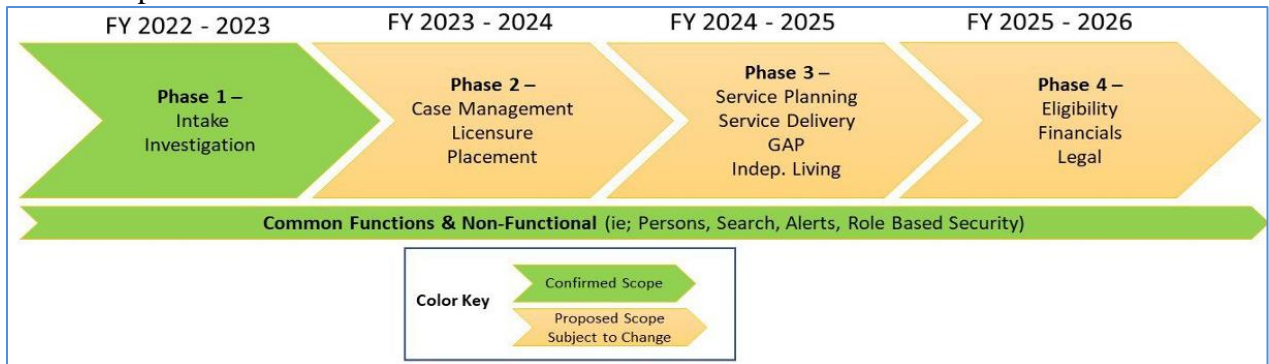 FY 2022 - 2023
FY 2023 - 2024
FY 2024 - 2025
FY 2025 - 2026
Phase 1 –
Intake
Investigation
Phase 2 –
Case Management
Licensure
Placement
Phase 3 –
Service Planning
Service Delivery
GAP
Indep. Living
Phase 4 –
Eligibility
Financials
Legal
Common Functions & Non-Functional (ie; Persons, Search, Alerts, Role Based Security)
Color Key
Confirmed Scope
Proposed Scope
Subject to Change